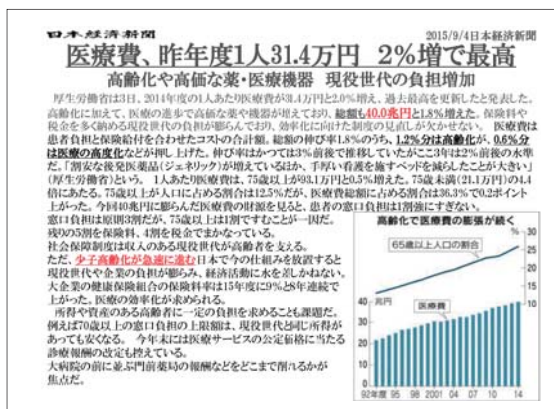 日本経済新聞
2015/9/4日本経済新聞
医療費、昨年度1人31.4万円 2%増で最高
高齢化や高価な薬・医療機器 現役世代の負担増加
厚生労働省は3日、2014年度の1人あたり医療費が31.4万円と2.0%増え、過去最高を更新したと発表した。
高齢化に加えて、医療の進歩で高価な薬や機器が増えており、総額も40.0兆円と1.8%増えた。保険料や
税金を多く納める現役世代の負担が膨らんでおり、効率化に向けた制度の見直しが欠かせない。 医療費は
患者負担と保険給付を合わせたコストの合計額。総額の伸び率1.8%のうち、1.2%分は高齢化が、0.6%分
は医療の高度化などが押し上げた。伸び率はかつては3%前後で推移していたがここ3年は2%前後の水準
だ。「割安な後発医薬品(ジェネリック)が増えているほか、手厚い看護を施すベッドを減らしたことが大きい」
(厚生労働省)という。 1人あたり医療費は、75歳以上が93.1万円と0.5%増えた。75歳未満(21.1万円)の4.4
倍にあたる。75歳以上が人口に占める割合は12.5%だが、医療費総額に占める割合は36.3%で0.2ポイント
上がった。今回40兆円に膨らんだ医療費の財源を見ると、患者の窓口負担は1割強にすぎない。
窓口負担は原則3割だが、75歳以上は1割ですむことが一因だ。
残りの5割を保険料、4割を税金でまかなっている。
社会保障制度は収入のある現役世代が高齢者を支える。
ただ、少子高齢化が急速に進む日本で今の仕組みを放置すると
現役世代や企業の負担が膨らみ、経済活動に水を差しかねない。
大企業の健康保険組合の保険料率は15年度に9%と8年連続で
上がった。医療の効率化が求められる。
所得や資産のある高齢者に一定の負担を求めることも課題だ。
例えば70歳以上の窓口負担の上限額は、現役世代と同じ所得が
あっても安くなる。 今年末には医療サービスの公定価格に当たる
診療報酬の改定も控えている。
大病院の前に並ぶ門前薬局の報酬などをどこまで削れるかが
焦点だ。
高齢化で医療費の膨張が続く
%
65歳以上人口の割合
30
25
20
15
10
5
0
40
兆円
医療費
30
20
10
0
92年度 95 98 2001 04 07 10 14